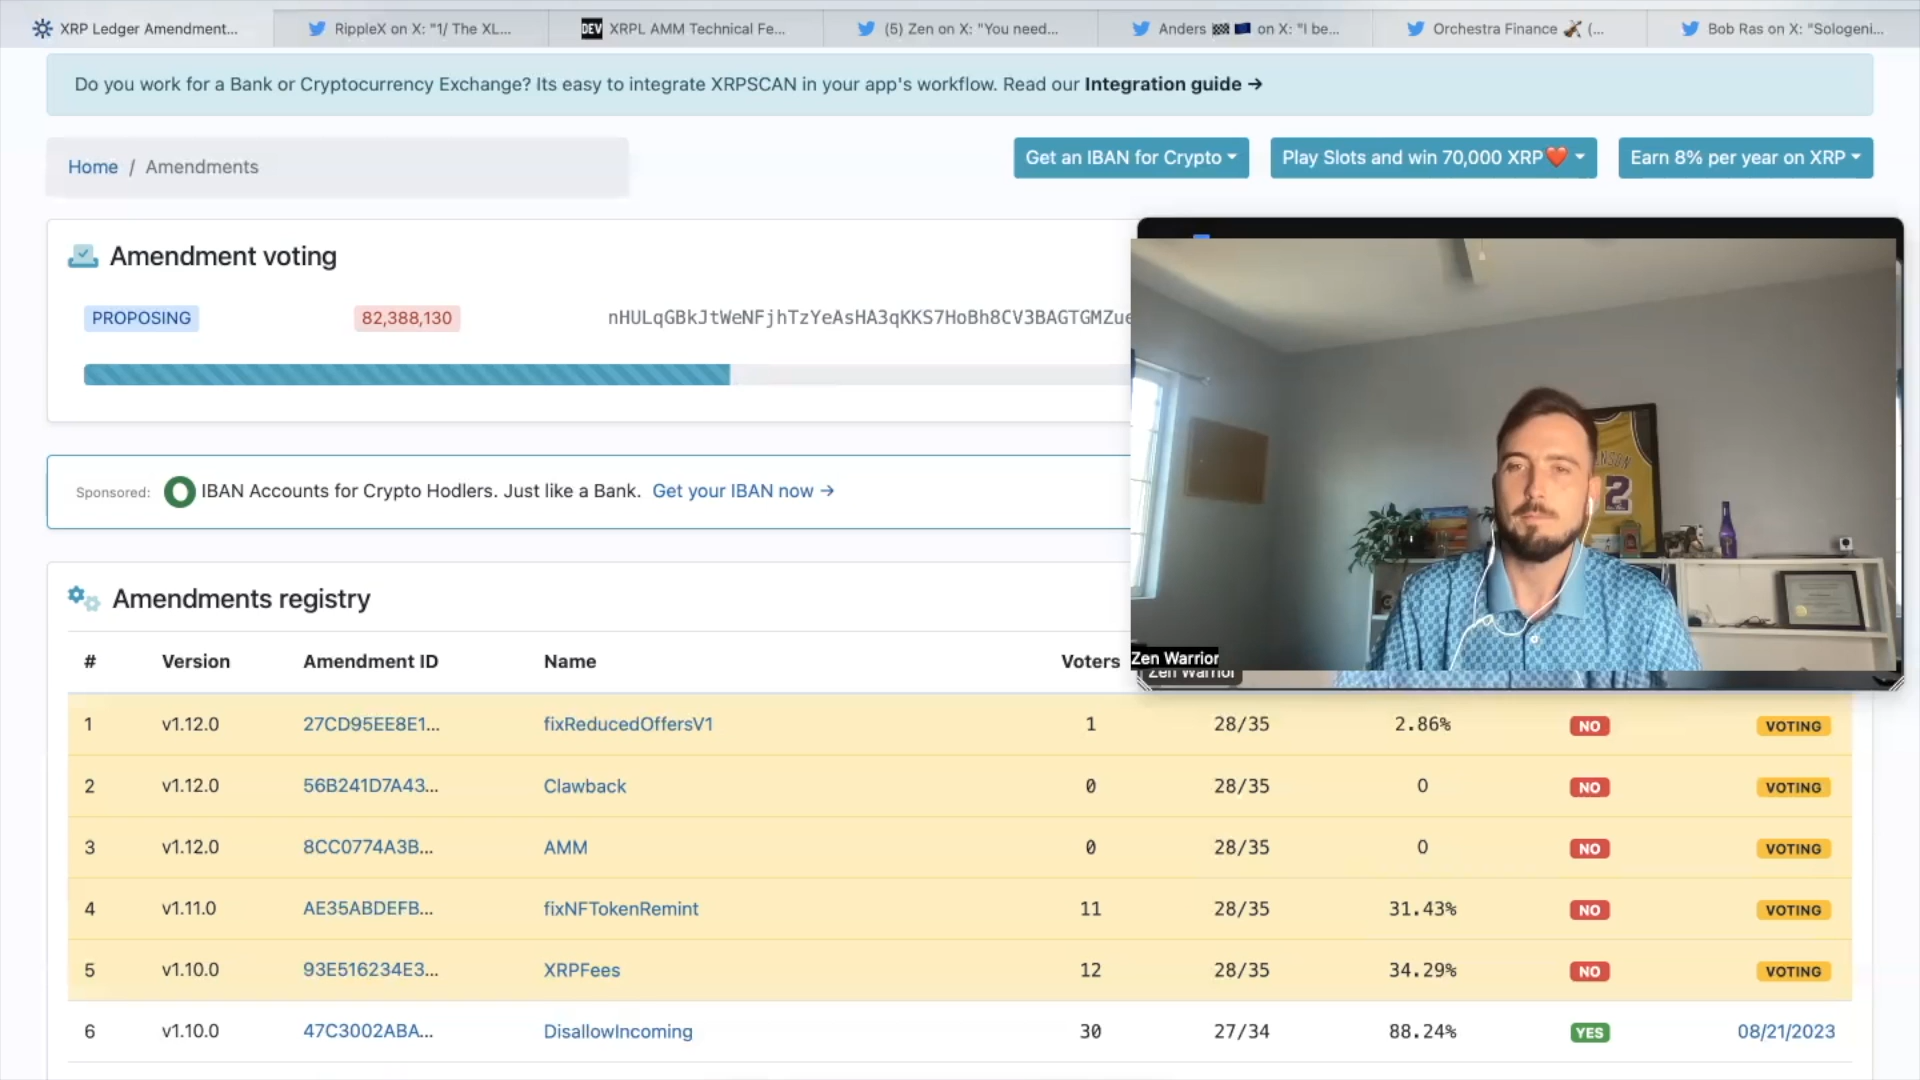 XRP Ledger Amendment...
RippleX on X: "1/ The XL...
DEV XRPL AMM Technical Fe...
(5) Zen on X: "You need...
Anders on X: "I be...
Orchestra Finance (...
Bob Ras on X: "Sologeni...
Do you work for a Bank or Cryptocurrency Exchange? Its easy to integrate XRPSCAN in your app's workflow. Read our Integration guide →
Home / Amendments
Get an IBAN for Crypto
Play Slots and win 70,000 XRP❤️
Earn 8% per year on XRP
Amendment voting
PROPOSING 82,388,130 nHULqGBkJtWeNFjhTzYeAsHA3qKKS7HoBh8CV3BAGTGMZu
Sponsored: IBAN Accounts for Crypto Hodlers. Just like a Bank. Get your IBAN now →
2
Zen Warrior
Zen Warrior
Amendments registry
# Version Amendment ID Name Voters
1 v1.12.0 27CD95EE8E1... fixReducedOffersV1 1 28/35 2.86% NO VOTING
2 v1.12.0 56B241D7A43... Clawback 0 28/35 0 NO VOTING
3 v1.12.0 8CC0774A3B... AMM 0 28/35 0 NO VOTING
4 v1.11.0 AE35ABDEFB... fixNFTokenRemint 11 28/35 31.43% NO VOTING
5 v1.10.0 93E516234E3... XRPFees 12 28/35 34.29% NO VOTING
6 v1.10.0 47C3002ABA... DisallowIncoming 30 27/34 88.24% YES 08/21/2023